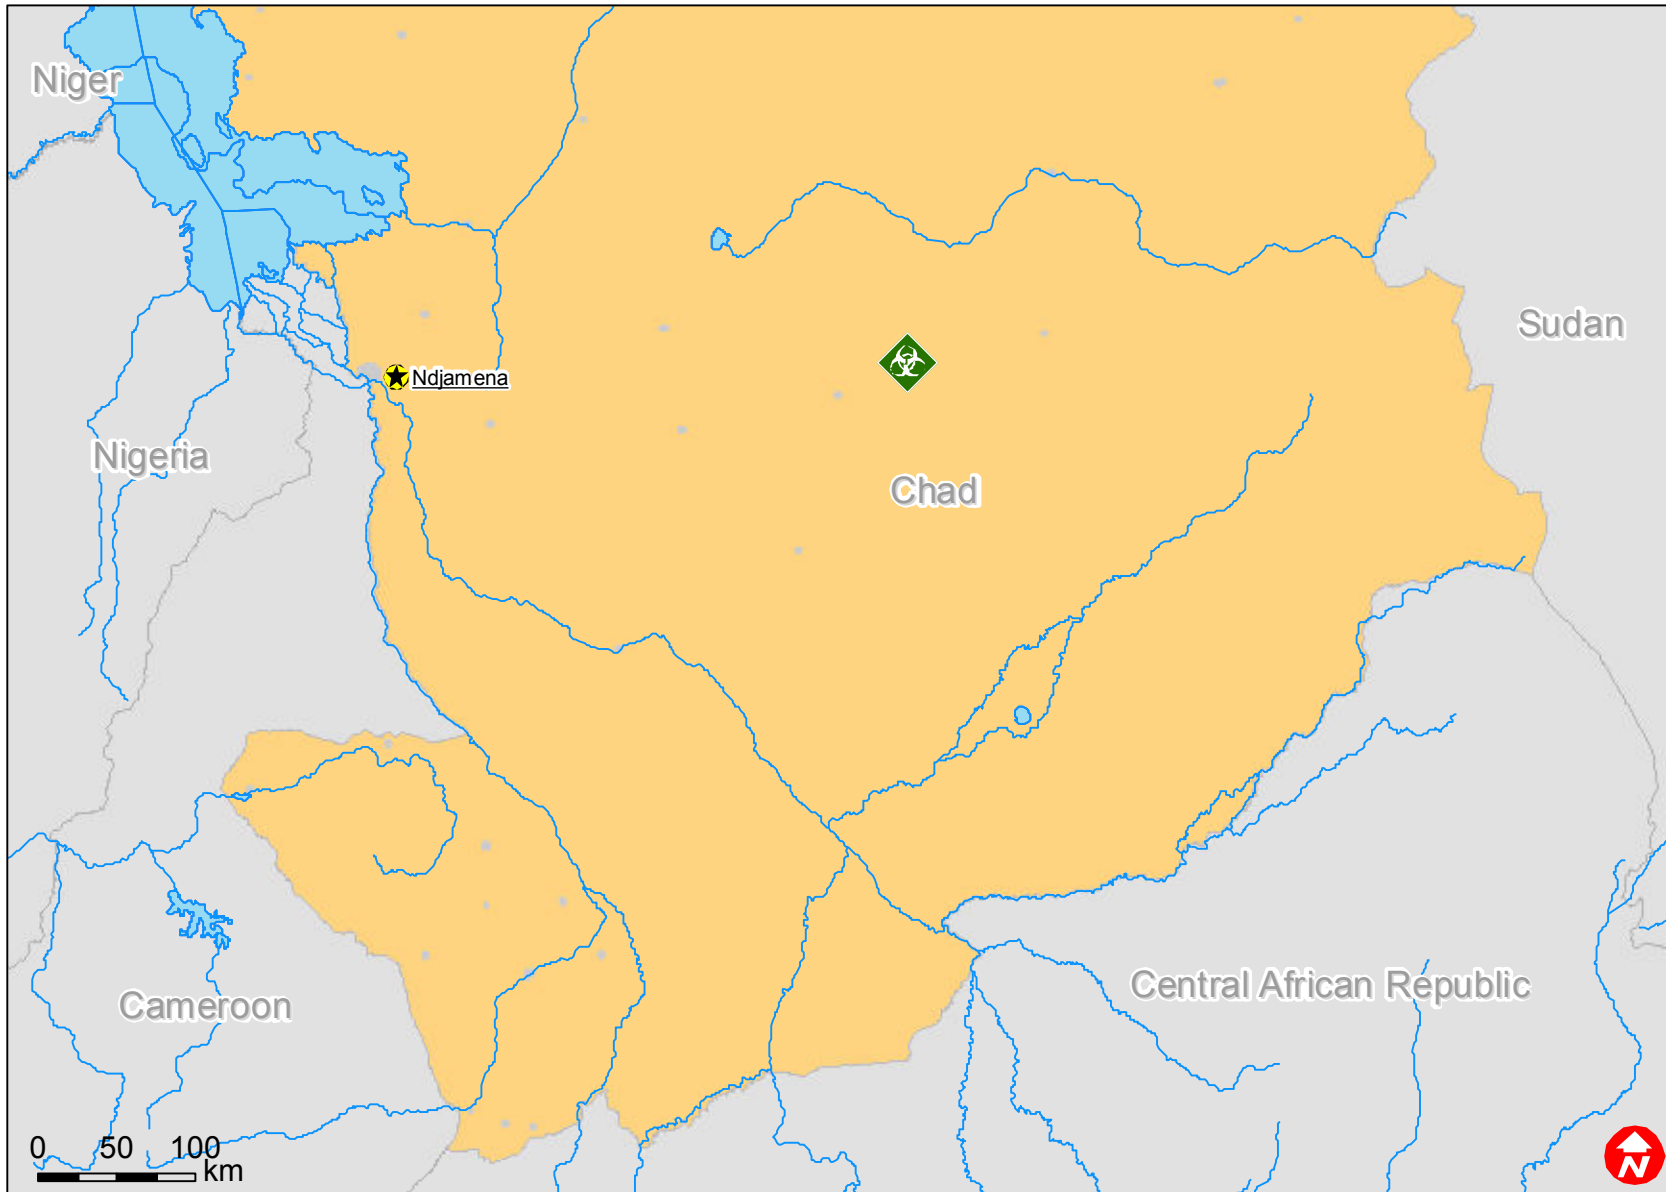 Niger
Sudan
Ndjamena
Nigeria
Chad
Central African Republic
Cameroon
0 50 100
km
N